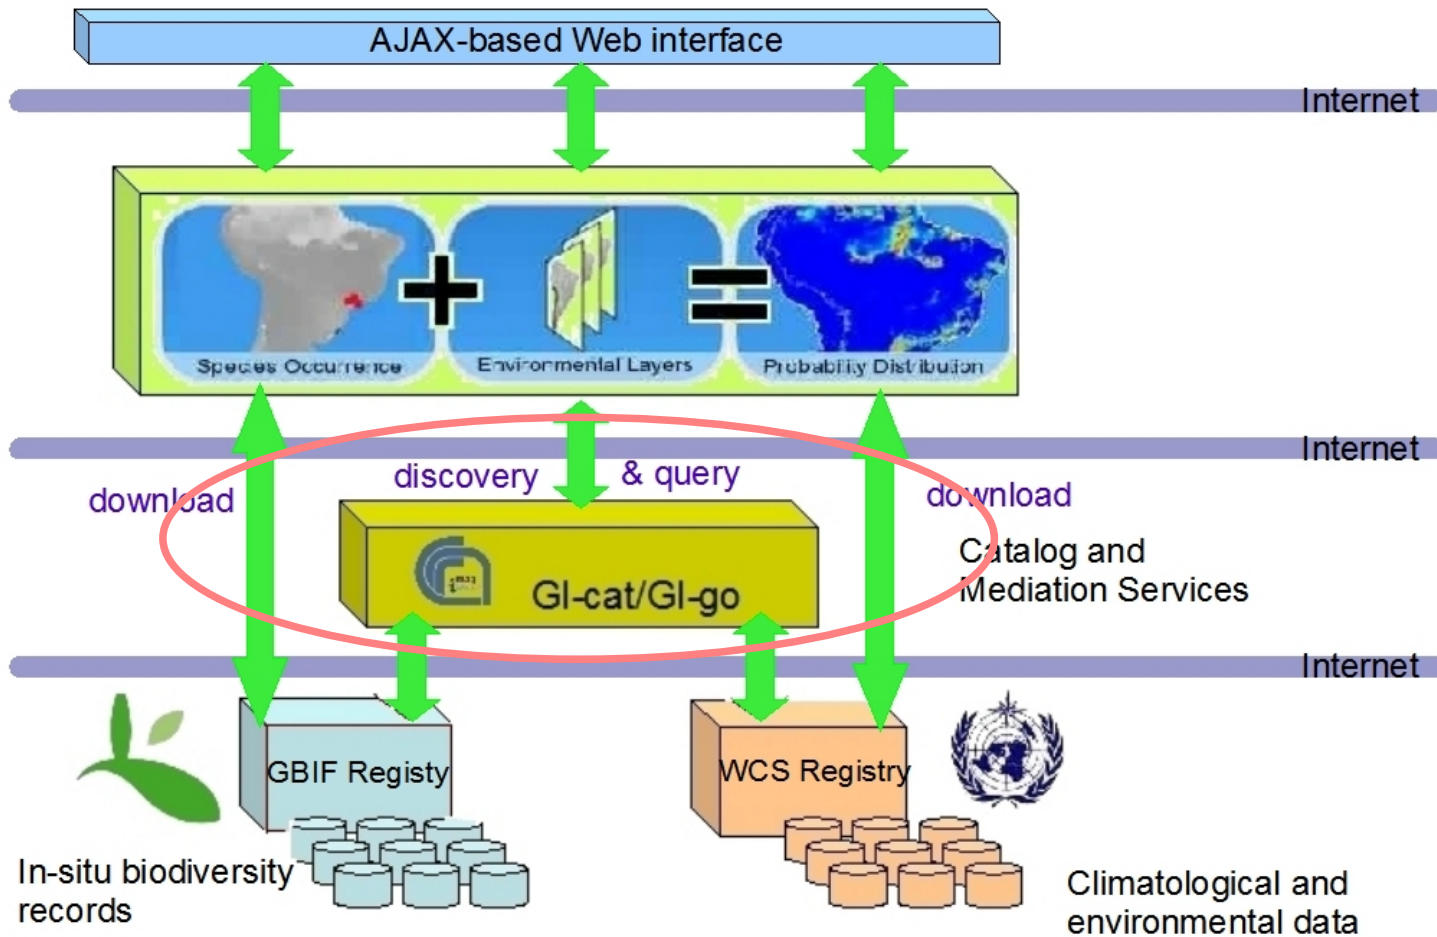 AJAX-based Web interface
Internet
Species Occurrence
Environmental Layers
Probability Distribution
Internet
discovery
& query
download
download
Catalog and
Mediation Services
GI-cat/GI-go
Internet
GBIF Registy
WCS Registry
In-situ biodiversity
records
Climatological and
environmental data